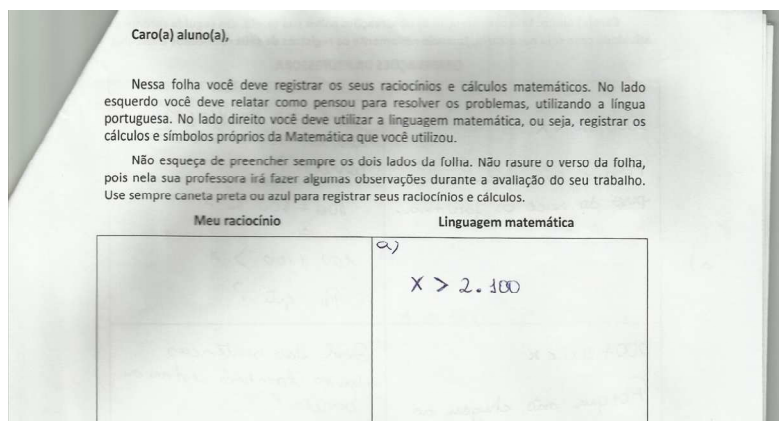 Caro(a) aluno(a),
Nessa folha você deve registrar os seus raciocínios e cálculos matemáticos. No lado
esquerdo você deve relatar como pensou para resolver os problemas, utilizando a língua
portuguesa. No lado direito você deve utilizar a linguagem matemática, ou seja, registrar os
cálculos e símbolos próprios da Matemática que você utilizou.
Não esqueça de preencher sempre os dois lados da folha. Não rasure o verso da folha,
pois nela sua professora irá fazer algumas observações durante a avaliação do seu trabalho.
Use sempre caneta preta ou azul para registrar seus raciocínios e cálculos.
Meu raciocínio Linguagem matemática
a)
X > 2.100